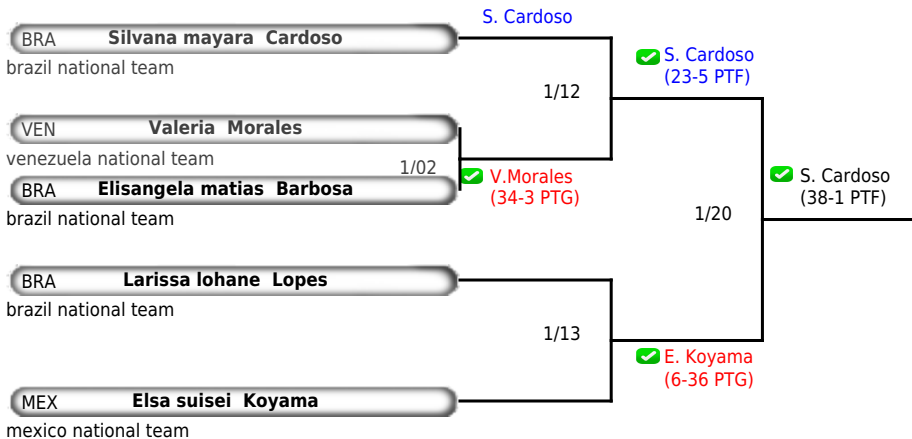 S. Cardoso
BRA Silvana mayara Cardoso
brazil national team
S. Cardoso
(23-5 PTF)
1/12
VEN Valeria Morales
venezuela national team
1/02
V.Morales
(34-3 PTG)
BRA Elisangela matias Barbosa
brazil national team
S. Cardoso
(38-1 PTF)
1/20
BRA Larissa lohane Lopes
brazil national team
1/13
E. Koyama
(6-36 PTG)
MEX Elsa suisei Koyama
mexico national team